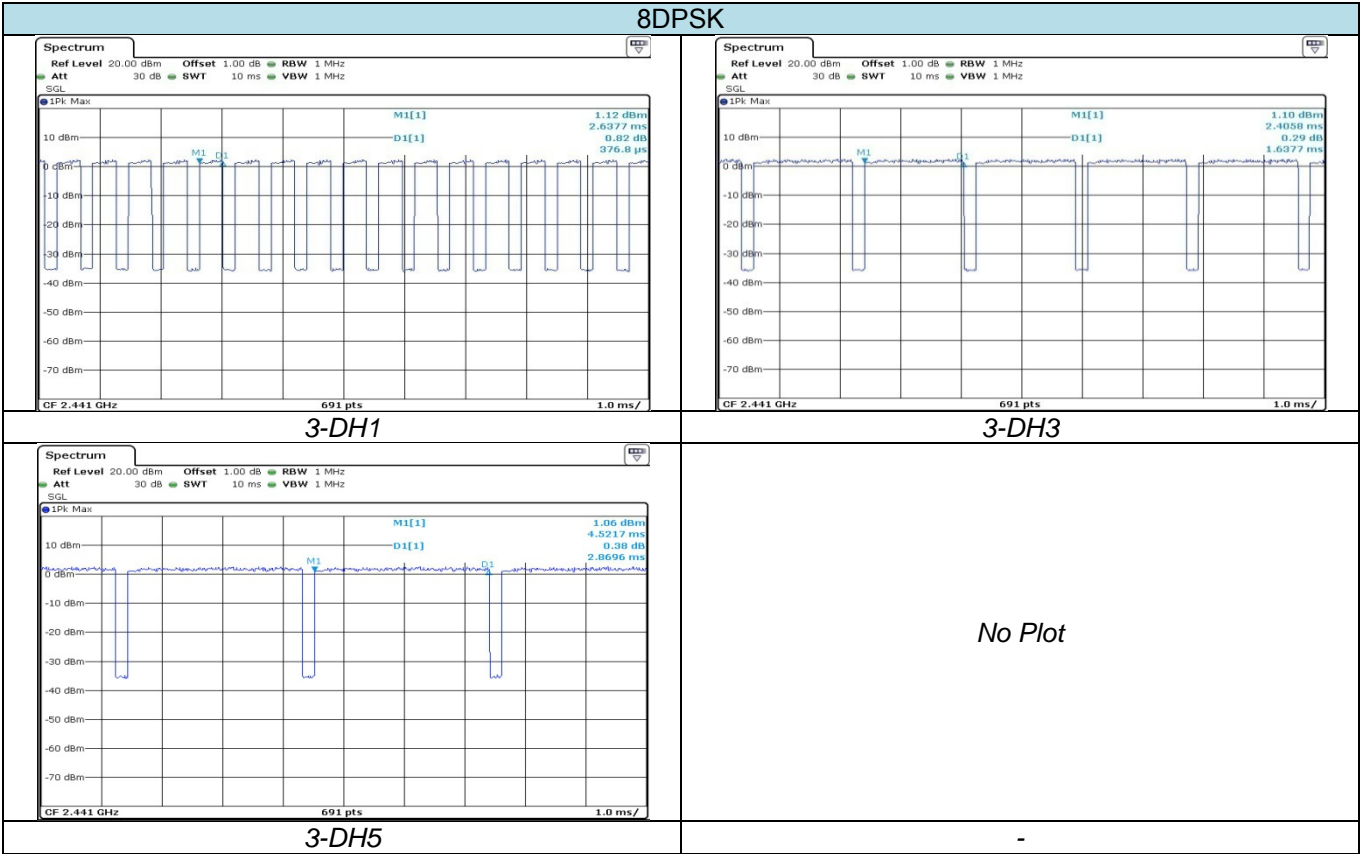 8DPSK
Spectrum
Ref Level 20.00 dBm Offset 1.00 dB RBW 1 MHz
Att 30 dB SWT 10 ms VBW 1 MHz
SGL
1Pk Max
M1[1] 1.12 dBm
2.6377 ms
D1[1] 0.82 dB
376.8 µs
10 dBm
M1 D1
0 dBm
-10 dBm
-20 dBm
-30 dBm
-40 dBm
-50 dBm
-60 dBm
-70 dBm
CF 2.441 GHz 691 pts 1.0 ms/
3-DH1
Spectrum
Ref Level 20.00 dBm Offset 1.00 dB RBW 1 MHz
Att 30 dB SWT 10 ms VBW 1 MHz
SGL
1Pk Max
M1[1] 1.10 dBm
2.4058 ms
D1[1] 0.29 dB
1.6377 ms
10 dBm
M1 D1
0 dBm
-10 dBm
-20 dBm
-30 dBm
-40 dBm
-50 dBm
-60 dBm
-70 dBm
CF 2.441 GHz 691 pts 1.0 ms/
3-DH3
Spectrum
Ref Level 20.00 dBm Offset 1.00 dB RBW 1 MHz
Att 30 dB SWT 10 ms VBW 1 MHz
SGL
1Pk Max
M1[1] 1.06 dBm
4.5217 ms
D1[1] 0.38 dB
2.8696 ms
10 dBm
M1 D1
0 dBm
-10 dBm
-20 dBm
-30 dBm
-40 dBm
-50 dBm
-60 dBm
-70 dBm
CF 2.441 GHz 691 pts 1.0 ms/
3-DH5
No Plot
-